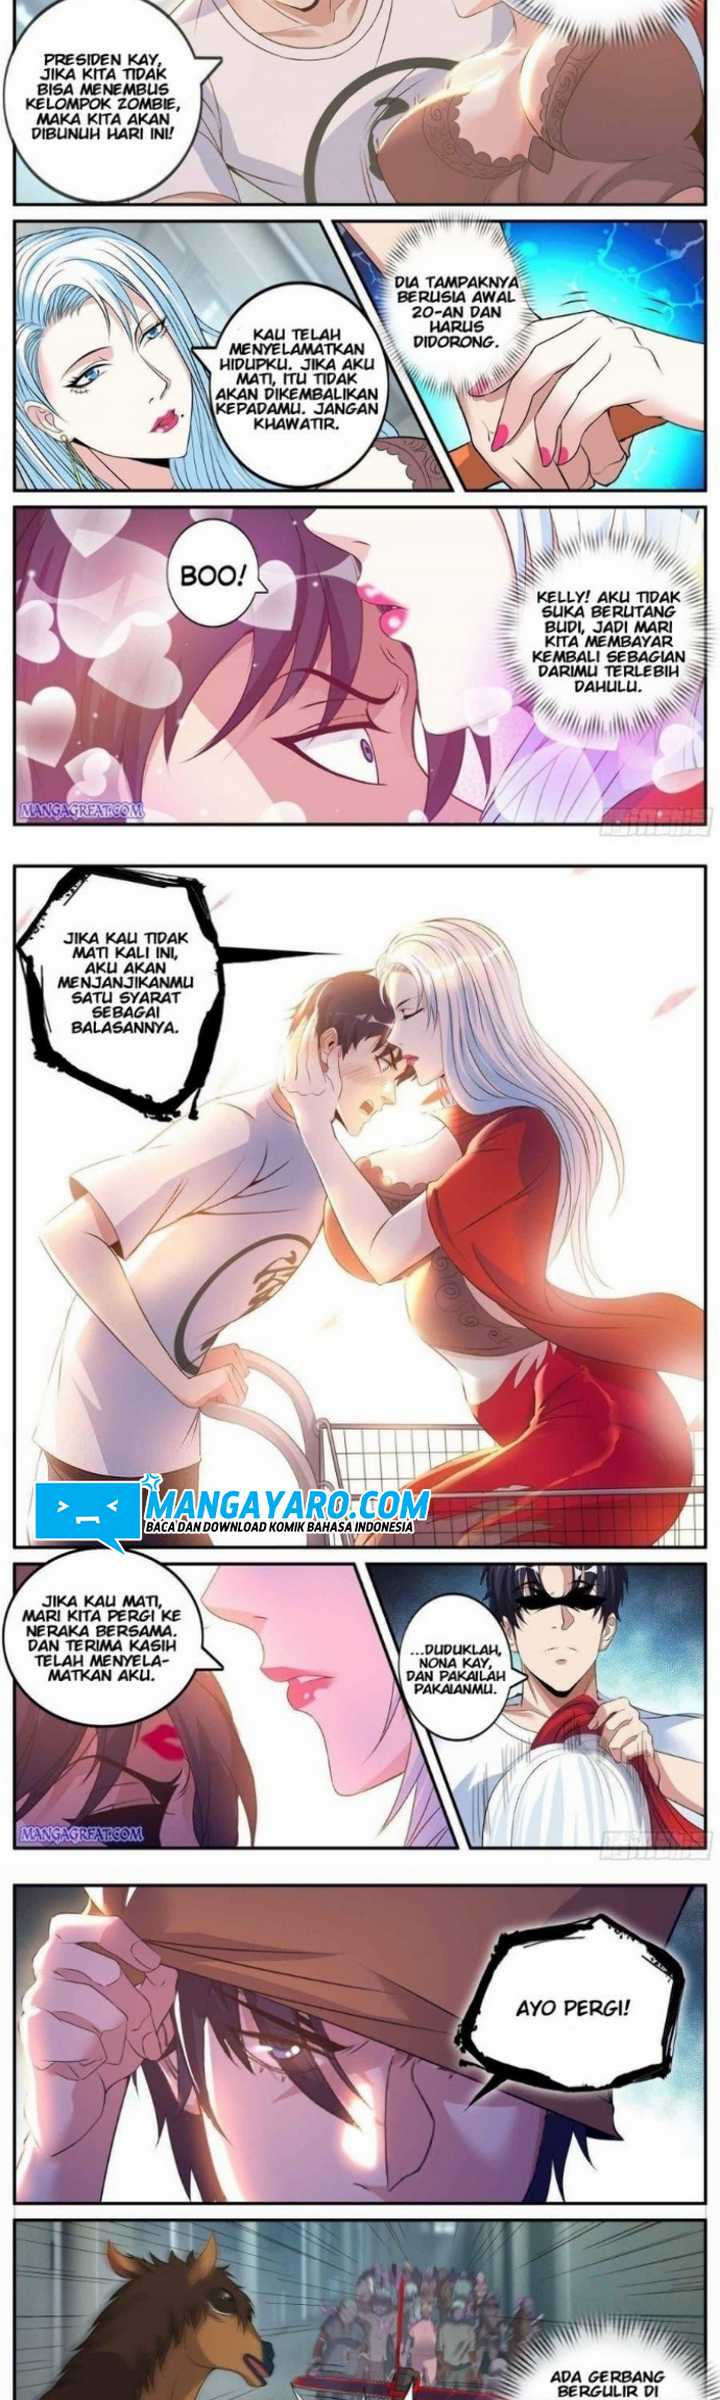 PRESIDEN KAY,
JIKA KITA TIDAK
BISA MENEMBUS
KELOMPOK ZOMBIE,
MAKA KITA AKAN
DIBUNUH HARI INI!
KAU TELAH
MENYELAMATKAN
HIDUPKU. JIKA AKU
MATI, ITU TIDAK
AKAN DIKEMBALIKAN
KEPADAMU. JANGAN
KHAWATIR.
DIA TAMPAKNYA
BERUSIA AWAL
20-AN DAN
HARUS
DIDORONG.
BOO!
KELLY! AKU TIDAK
SUKA BERUTANG
BUDI, JADI MARI
KITA MEMBAYAR
KEMBALI SEBAGIAN
DARIMU TERLEBIH
DAHULU.
MANGAGREAT.COM
JIKA KAU TIDAK
MATI KALI INI,
AKU AKAN
MENJANJIKANMU
SATU SYARAT
SEBAGAI
BALASANNYA.
MANGAYARO.COM
BACA DAN DOWNLOAD KOMIK BAHASA INDONESIA
JIKA KAU MATI,
MARI KITA PERGI KE
NERAKA BERSAMA.
DAN TERIMA KASIH
TELAH MENYELA-
MATKAN AKU.
...DUDUKLAH,
NONA KAY,
DAN PAKAILAH
PAKAIANMU.
MANGAGREAT.COM
AYO PERGI!
ADA GERBANG
BERGULIR DI